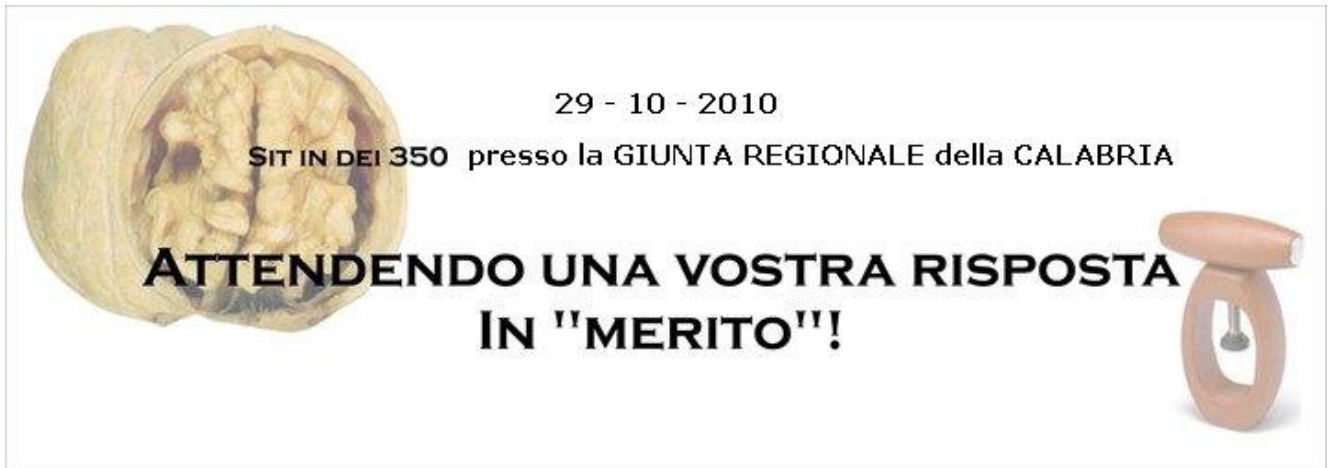 29 - 10 - 2010
SIT IN DEI 350 presso la GIUNTA REGIONALE della CALABRIA
ATTENDENDO UNA VOSTRA RISPOSTA
IN "MERITO"!